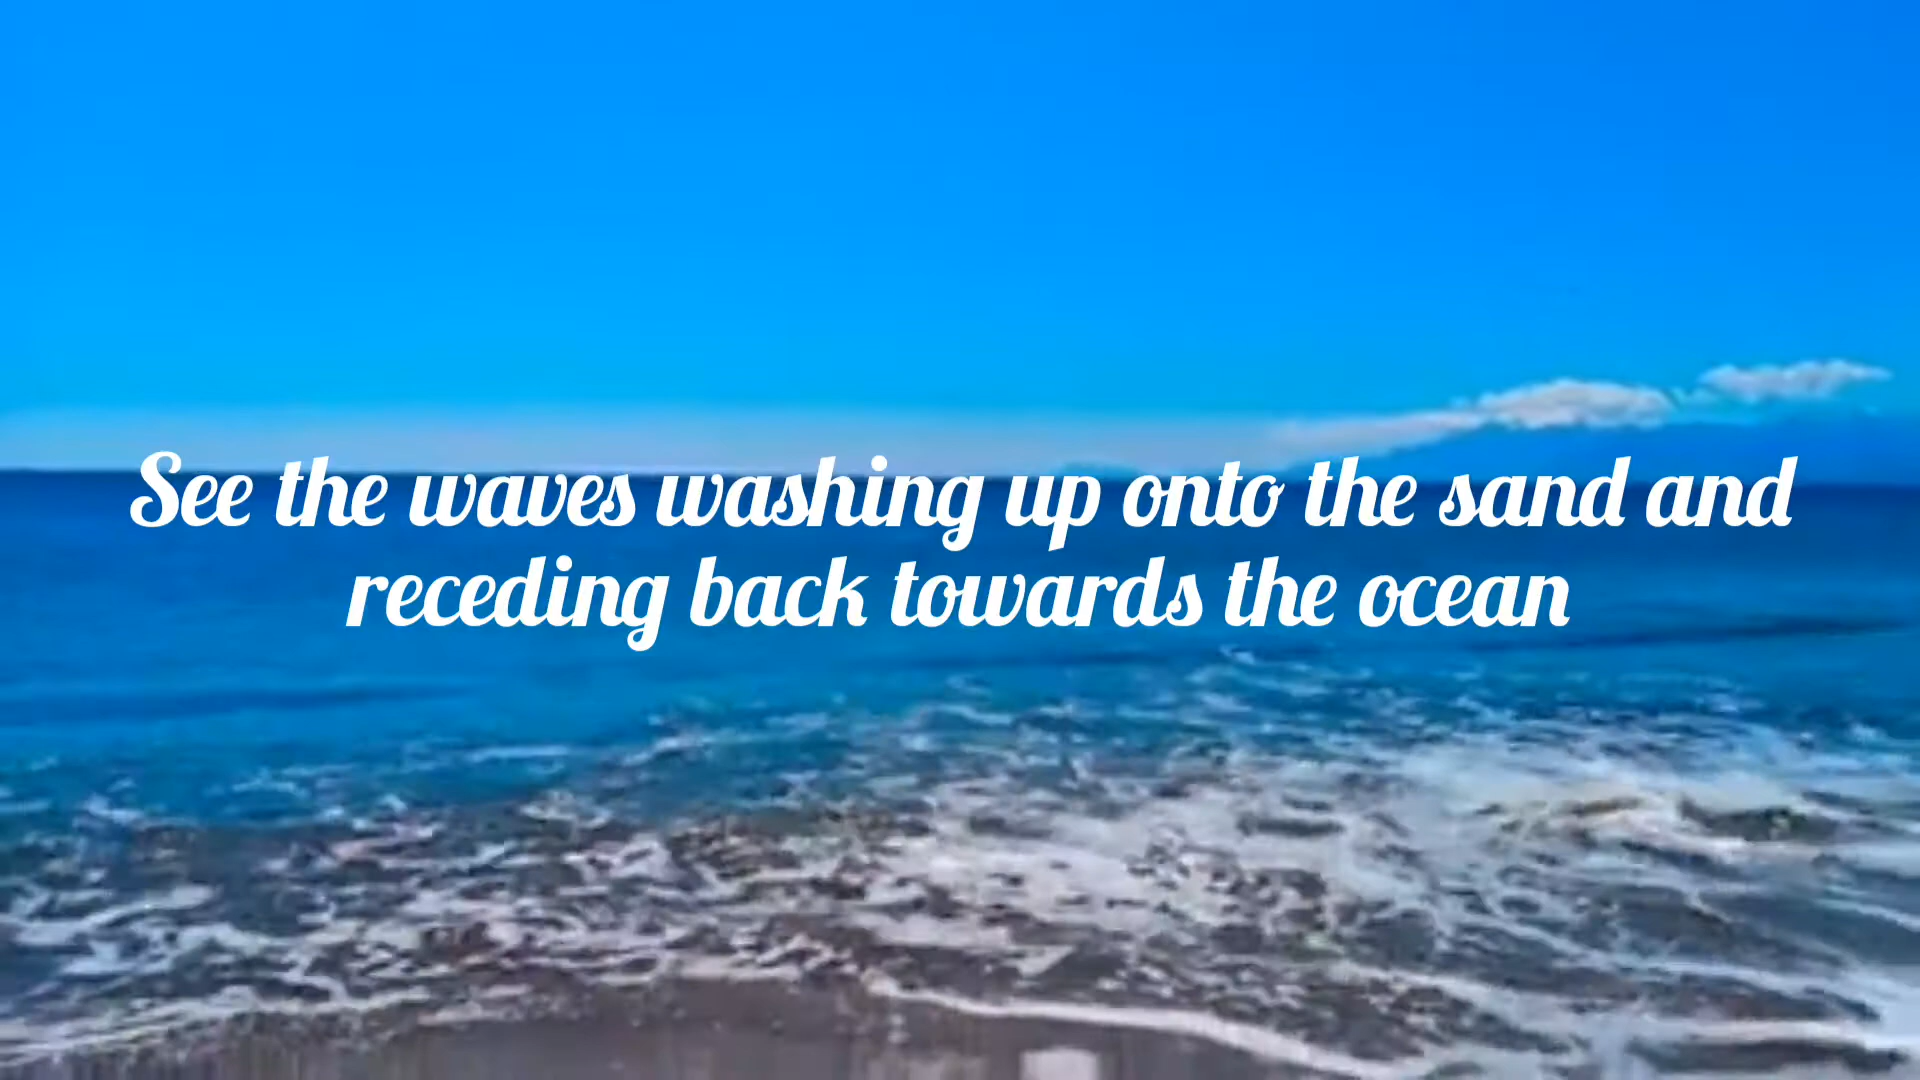 See the waves washing up onto the sand and
receding back towards the ocean